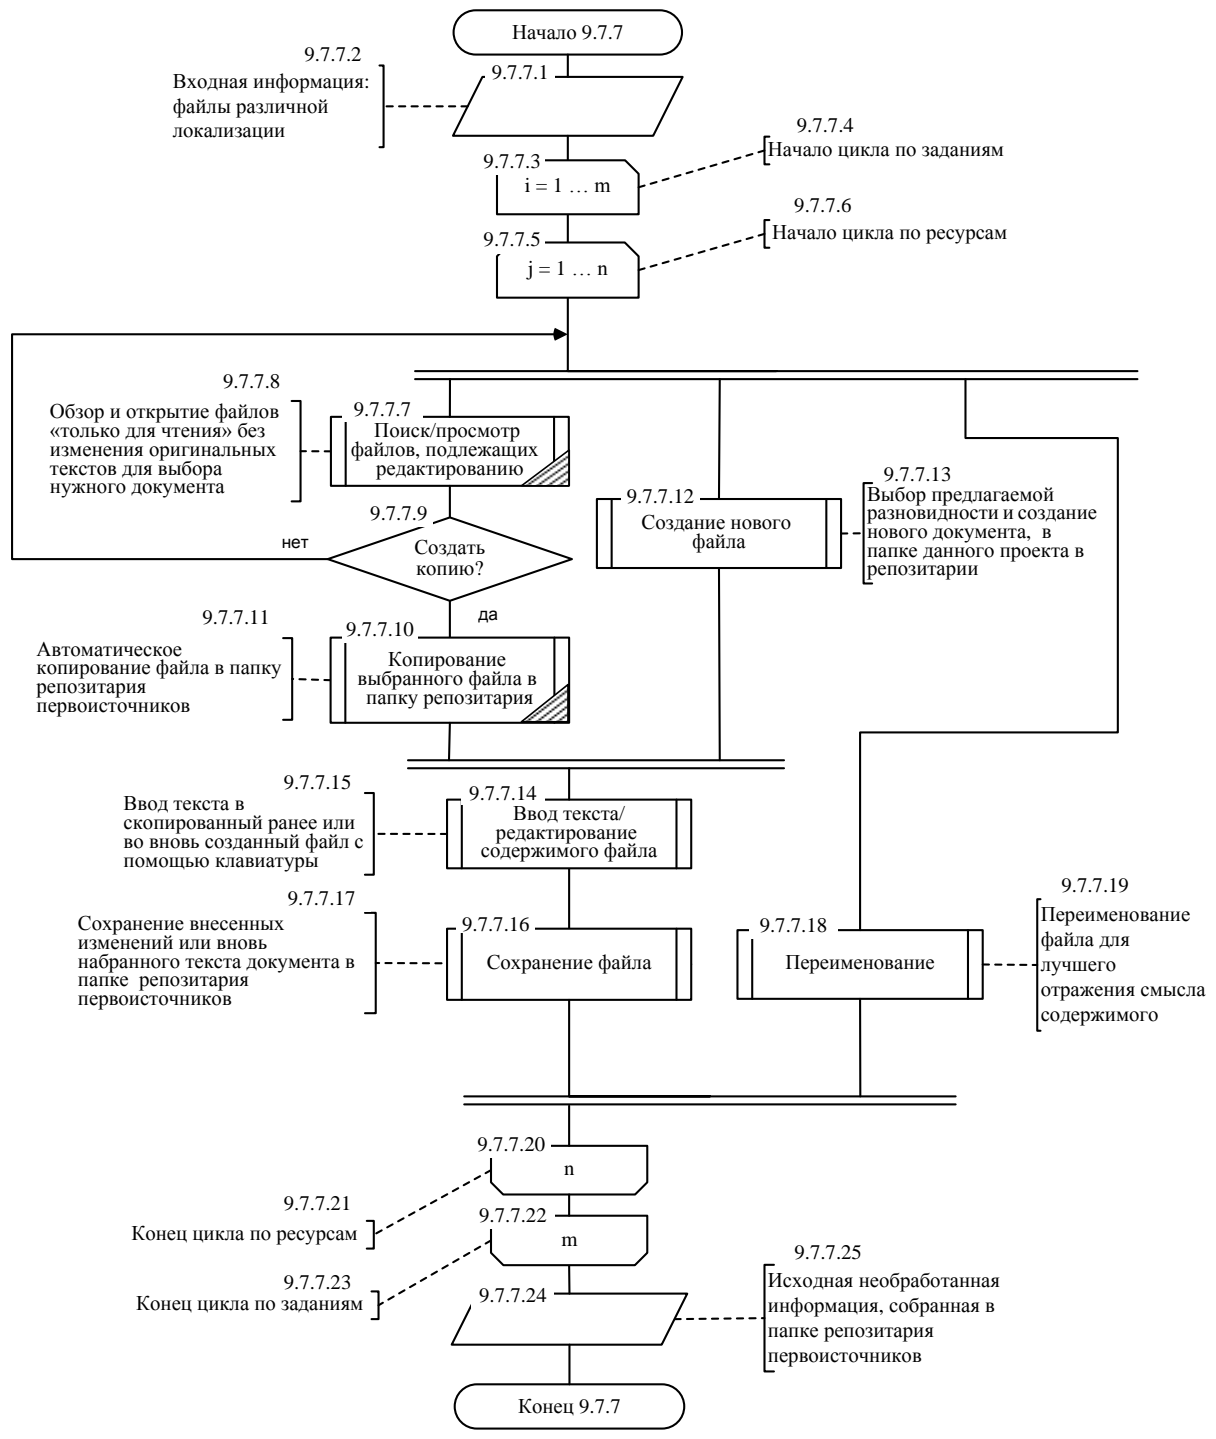 Начало 9.7.7
9.7.7.2
Входная информация:
файлы различной
локализации
9.7.7.1
9.7.7.4
Начало цикла по заданиям
9.7.7.3
i = 1 … m
9.7.7.6
Начало цикла по ресурсам
9.7.7.5
j = 1 … n
9.7.7.8
Обзор и открытие файлов
«только для чтения» без
изменения оригинальных
текстов для выбора
нужного документа
9.7.7.7
Поиск/просмотр
файлов, подлежащих
редактированию
9.7.7.13
Выбор предлагаемой
разновидности и создание
нового документа,  в
папке данного проекта в
репозитарии
9.7.7.12
Создание нового
файла
9.7.7.9
Создать
копию?
нет
да
9.7.7.11
Автоматическое
копирование файла в папку
репозитария
первоисточников
9.7.7.10
Копирование
выбранного файла в
папку репозитария
9.7.7.15
Ввод текста в
скопированный ранее или
во вновь созданный файл с
помощью клавиатуры
9.7.7.14
Ввод текста/
редактирование
содержимого файла
9.7.7.17
Сохранение внесенных
изменений или вновь
набранного текста документа в
папке  репозитария
первоисточников
9.7.7.16
Сохранение файла
9.7.7.18
Переименование
9.7.7.19
Переименование
файла для
лучшего
отражения смысла
содержимого
9.7.7.20
n
9.7.7.21
Конец цикла по ресурсам
9.7.7.22
m
9.7.7.23
Конец цикла по заданиям
9.7.7.24
9.7.7.25
Исходная необработанная
информация, собранная в
папке репозитария
первоисточников
Конец 9.7.7